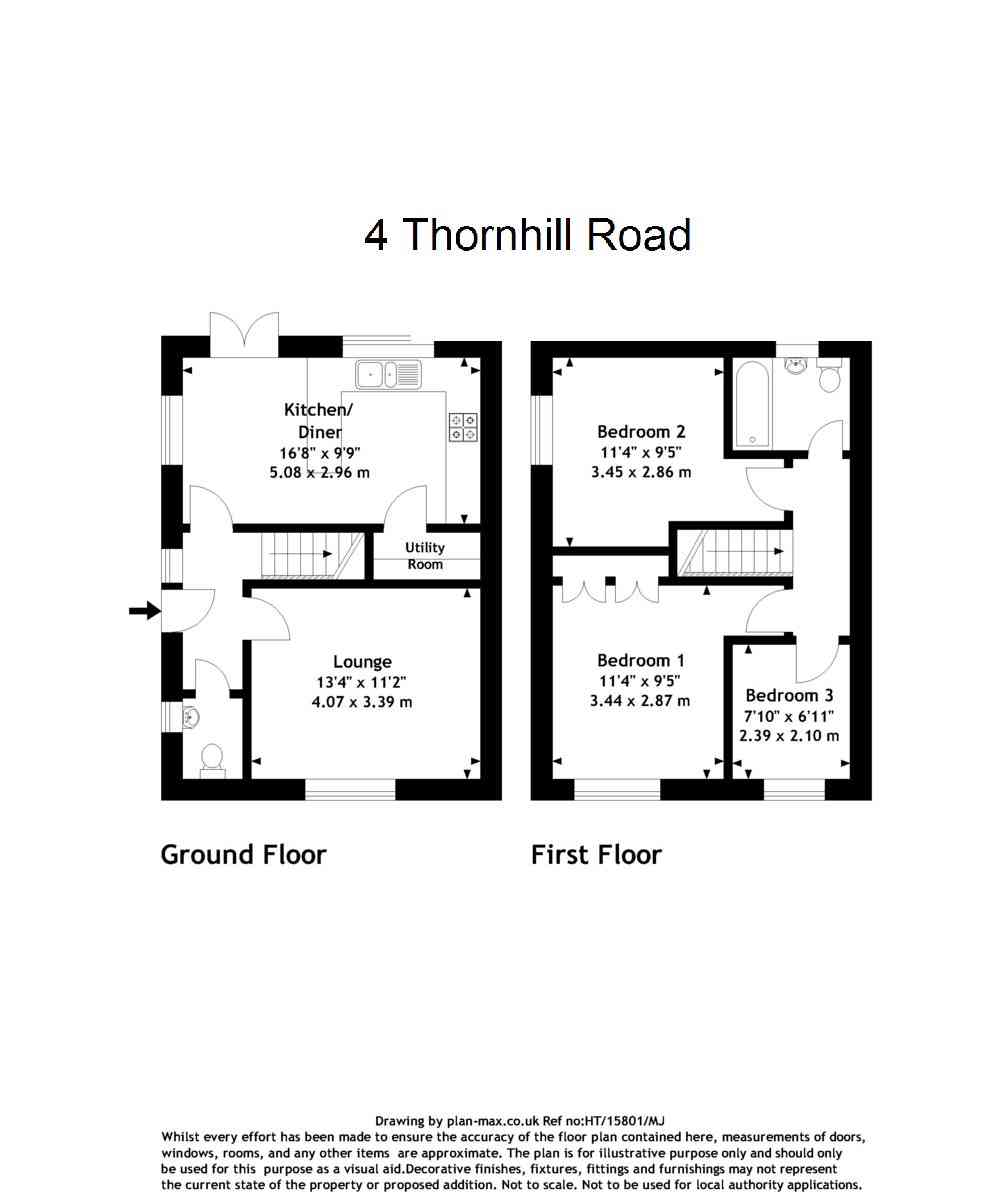 4 Thornhill Road
Kitchen/
Diner
16'8" x 9'9"
5.08 x 2.96 m
Utility
Room
Lounge
13'4" x 11'2"
4.07 x 3.39 m
Bedroom 2
11'4" x 9'5"
3.45 x 2.86 m
Bedroom 1
11'4" x 9'5"
3.44 x 2.87 m
Bedroom 3
7'10" x 6'11"
2.39 x 2.10 m
Ground Floor
First Floor
Drawing by plan-max.co.uk Ref no:HT/15801/MJ
Whilst every effort has been made to ensure the accuracy of the floor plan contained here, measurements of doors,
windows, rooms, and any other items are approximate. The plan is for illustrative purpose only and should only
be used for this purpose as a visual aid.Decorative finishes, fixtures, fittings and furnishings may not represent
the current state of the property or proposed addition. Not to scale. Not to be used for local authority applications.